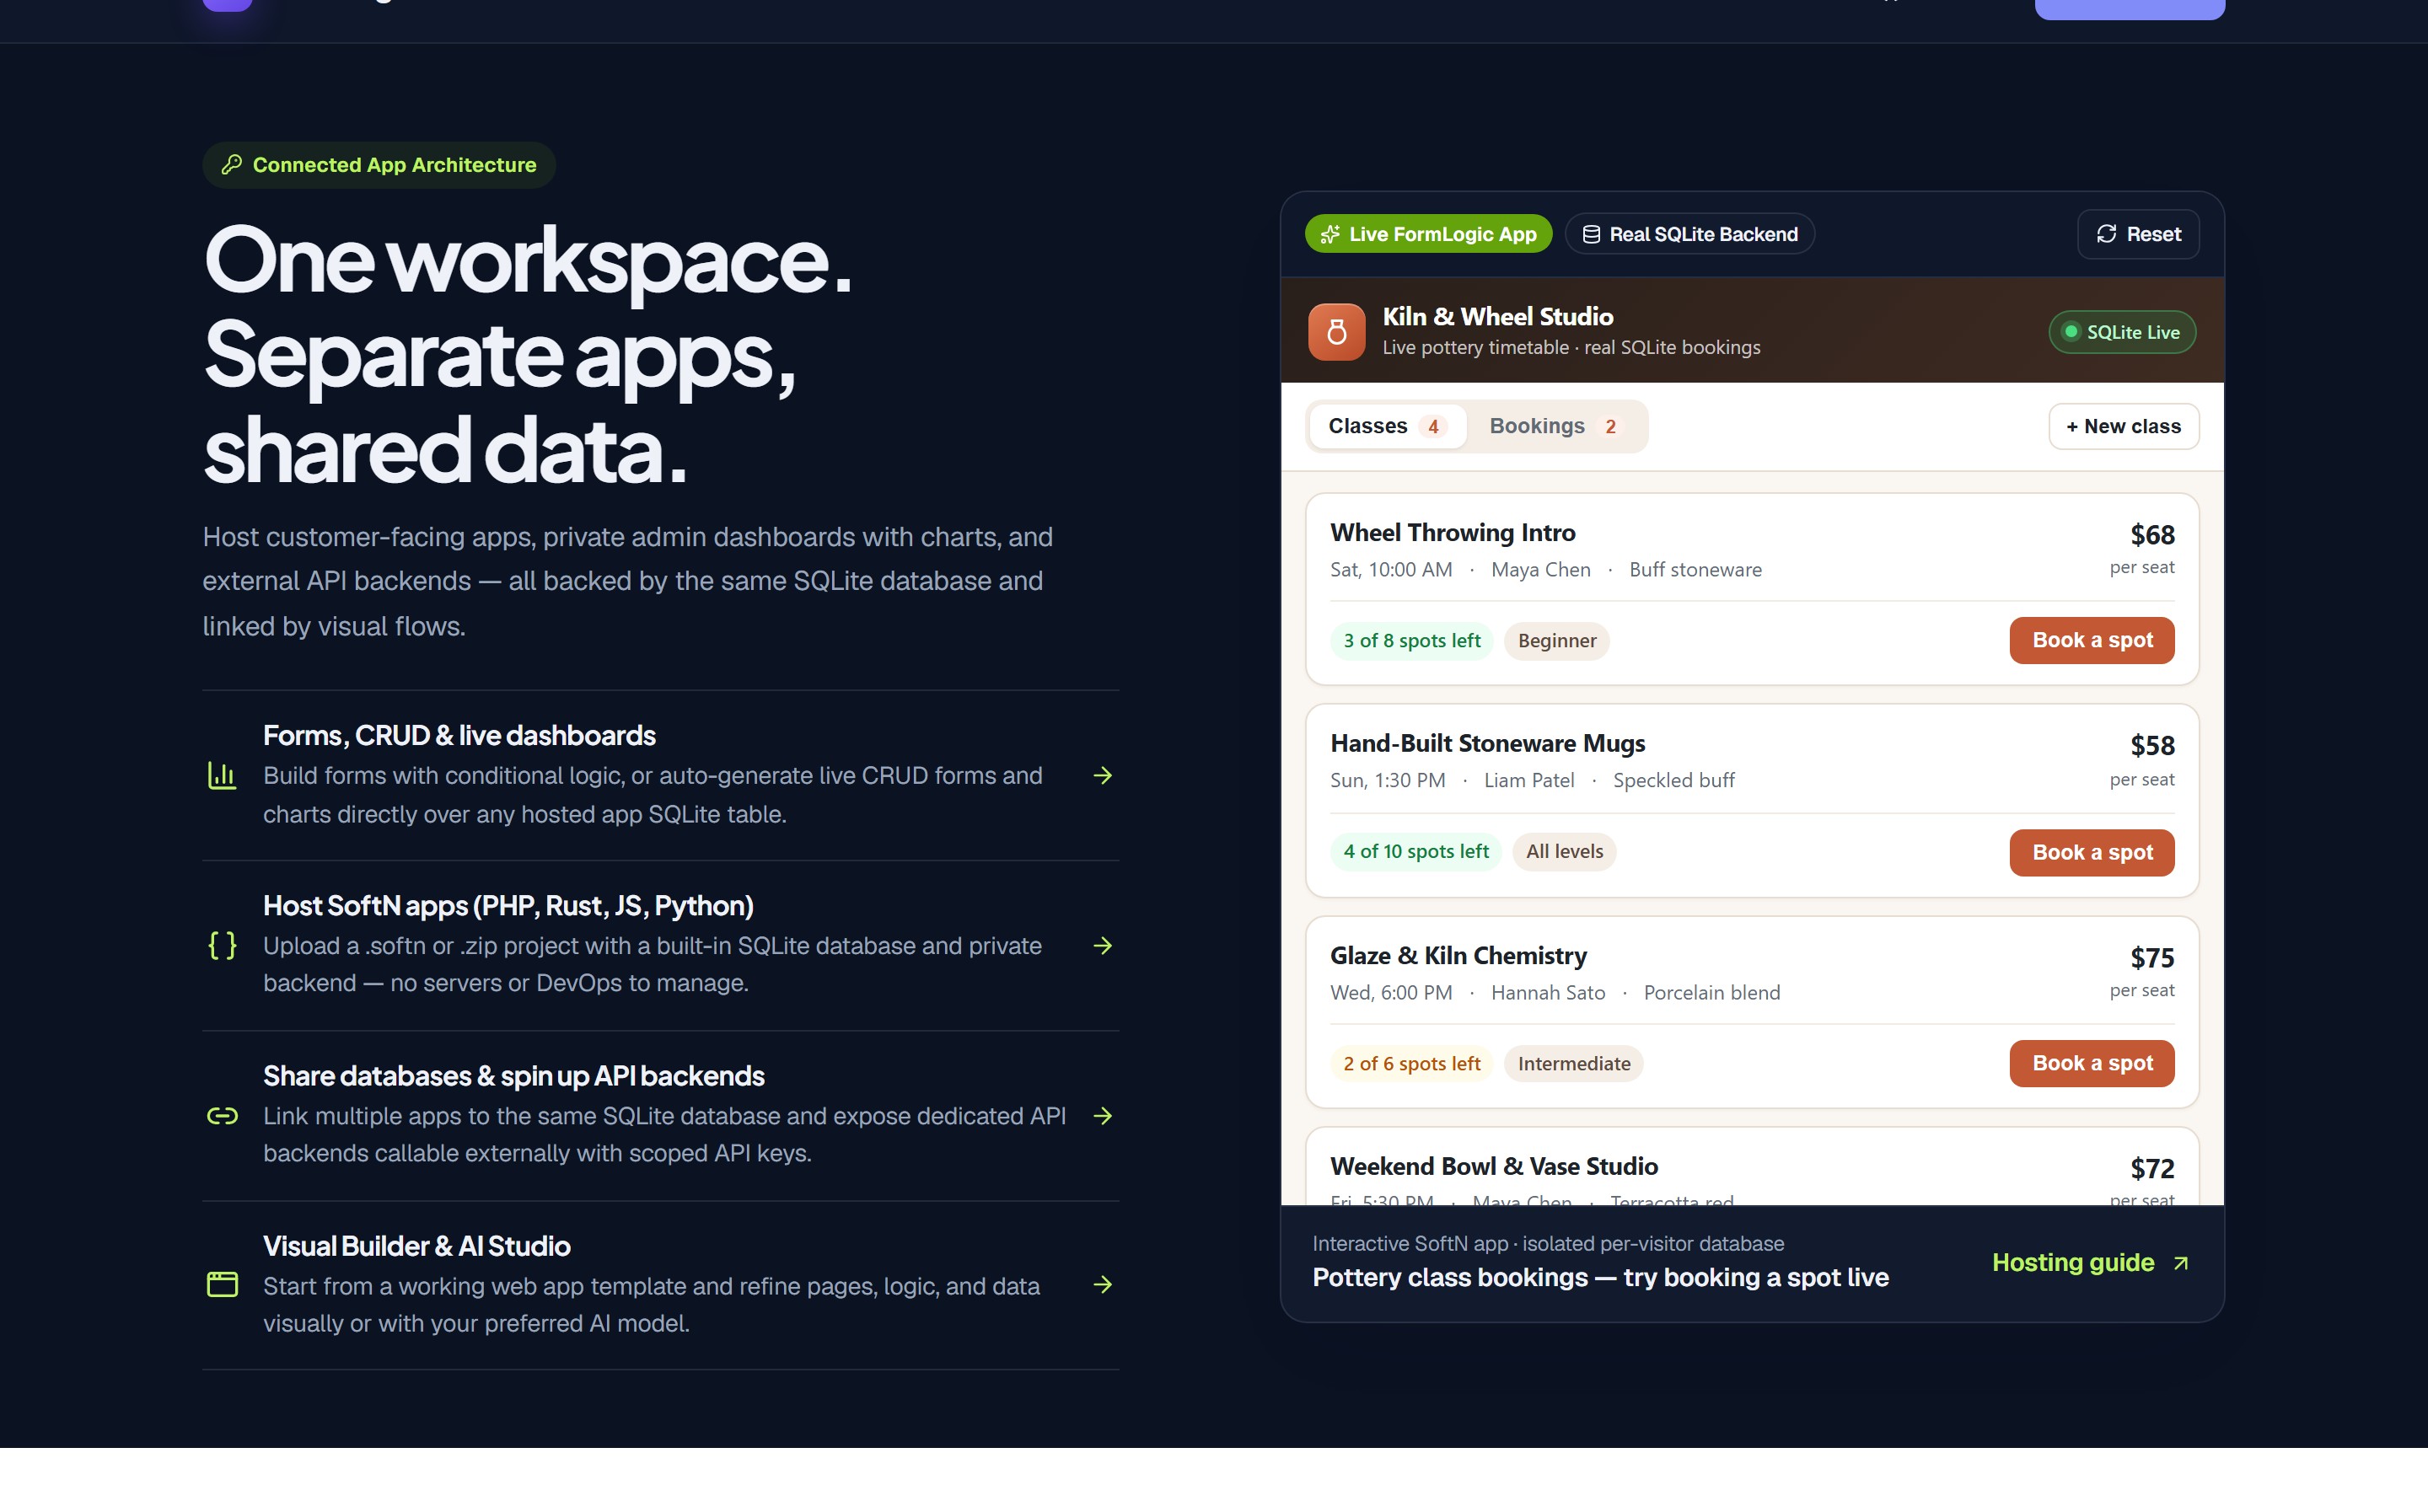 Connected App Architecture
One workspace.
Separate apps,
shared data.
Host customer-facing apps, private admin dashboards with charts, and
external API backends — all backed by the same SQLite database and
linked by visual flows.
Forms, CRUD & live dashboards
Build forms with conditional logic, or auto-generate live CRUD forms and
charts directly over any hosted app SQLite table.
Host SoftN apps (PHP, Rust, JS, Python)
Upload a .softn or .zip project with a built-in SQLite database and private
backend — no servers or DevOps to manage.
Share databases & spin up API backends
Link multiple apps to the same SQLite database and expose dedicated API
backends callable externally with scoped API keys.
Visual Builder & AI Studio
Start from a working web app template and refine pages, logic, and data
visually or with your preferred AI model.
Live FormLogic App
Real SQLite Backend
Reset
Kiln & Wheel Studio
Live pottery timetable · real SQLite bookings
SQLite Live
Classes 4
Bookings 2
+ New class
Wheel Throwing Intro
$68
Sat, 10:00 AM · Maya Chen · Buff stoneware
per seat
3 of 8 spots left
Beginner
Book a spot
Hand-Built Stoneware Mugs
$58
Sun, 1:30 PM · Liam Patel · Speckled buff
per seat
4 of 10 spots left
All levels
Book a spot
Glaze & Kiln Chemistry
$75
Wed, 6:00 PM · Hannah Sato · Porcelain blend
per seat
2 of 6 spots left
Intermediate
Book a spot
Weekend Bowl & Vase Studio
$72
Fri, 5:30 PM · Maya Chen · Terracotta red
per seat
Interactive SoftN app · isolated per-visitor database
Pottery class bookings — try booking a spot live
Hosting guide